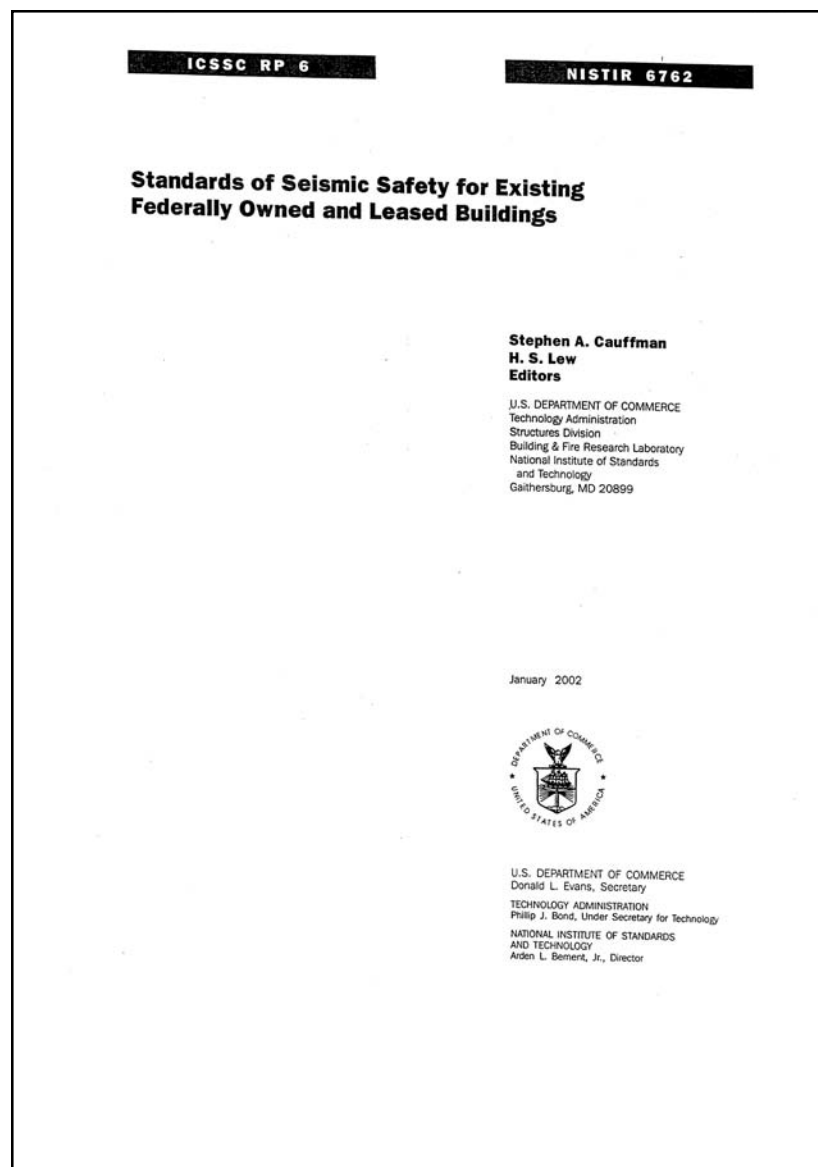 ICSSC RP 6
NISTIR 6762
Standards of Seismic Safety for Existing
Federally Owned and Leased Buildings
Stephen A. Cauffman
H. S. Lew
Editors
U.S. DEPARTMENT OF COMMERCE
Technology Administration
Structures Division
Building & Fire Research Laboratory
National Institute of Standards
and Technology
Gaithersburg, MD 20899
January 2002
DEPARTMENT OF COMMERCE
UNITED STATES OF AMERICA
U.S. DEPARTMENT OF COMMERCE
Donald L. Evans, Secretary
TECHNOLOGY ADMINISTRATION
Phillip J. Bond, Under Secretary for Technology
NATIONAL INSTITUTE OF STANDARDS
AND TECHNOLOGY
Arden L. Bement, Jr., Director